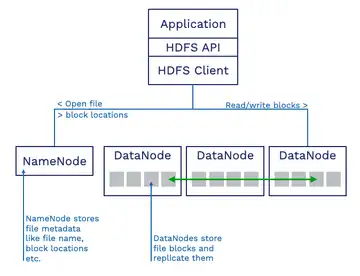 Application
HDFS API
HDFS Client
< Open file
> block locations
Read/write blocks >
NameNode
DataNode
DataNode
DataNode
NameNode stores
file metadata
like file name,
block locations
etc.
DataNodes store
file blocks and
replicate them